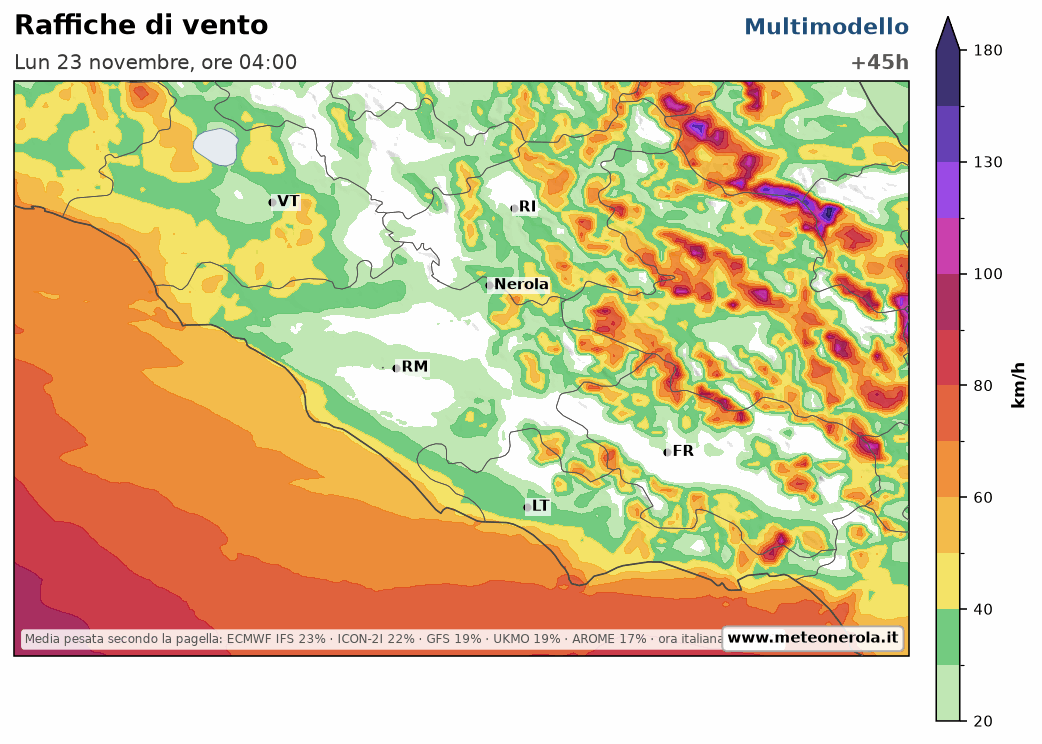 Raffiche di vento
Multimodello
Lun 23 novembre, ore 04:00
+45h
180
130
100
80
60
40
20
km/h
VT
RI
Nerola
RM
FR
LT
Media pesata secondo la pagella: ECMWF IFS 23% · ICON-2I 22% · GFS 19% · UKMO 19% · AROME 17% · ora italiana
www.meteonerola.it